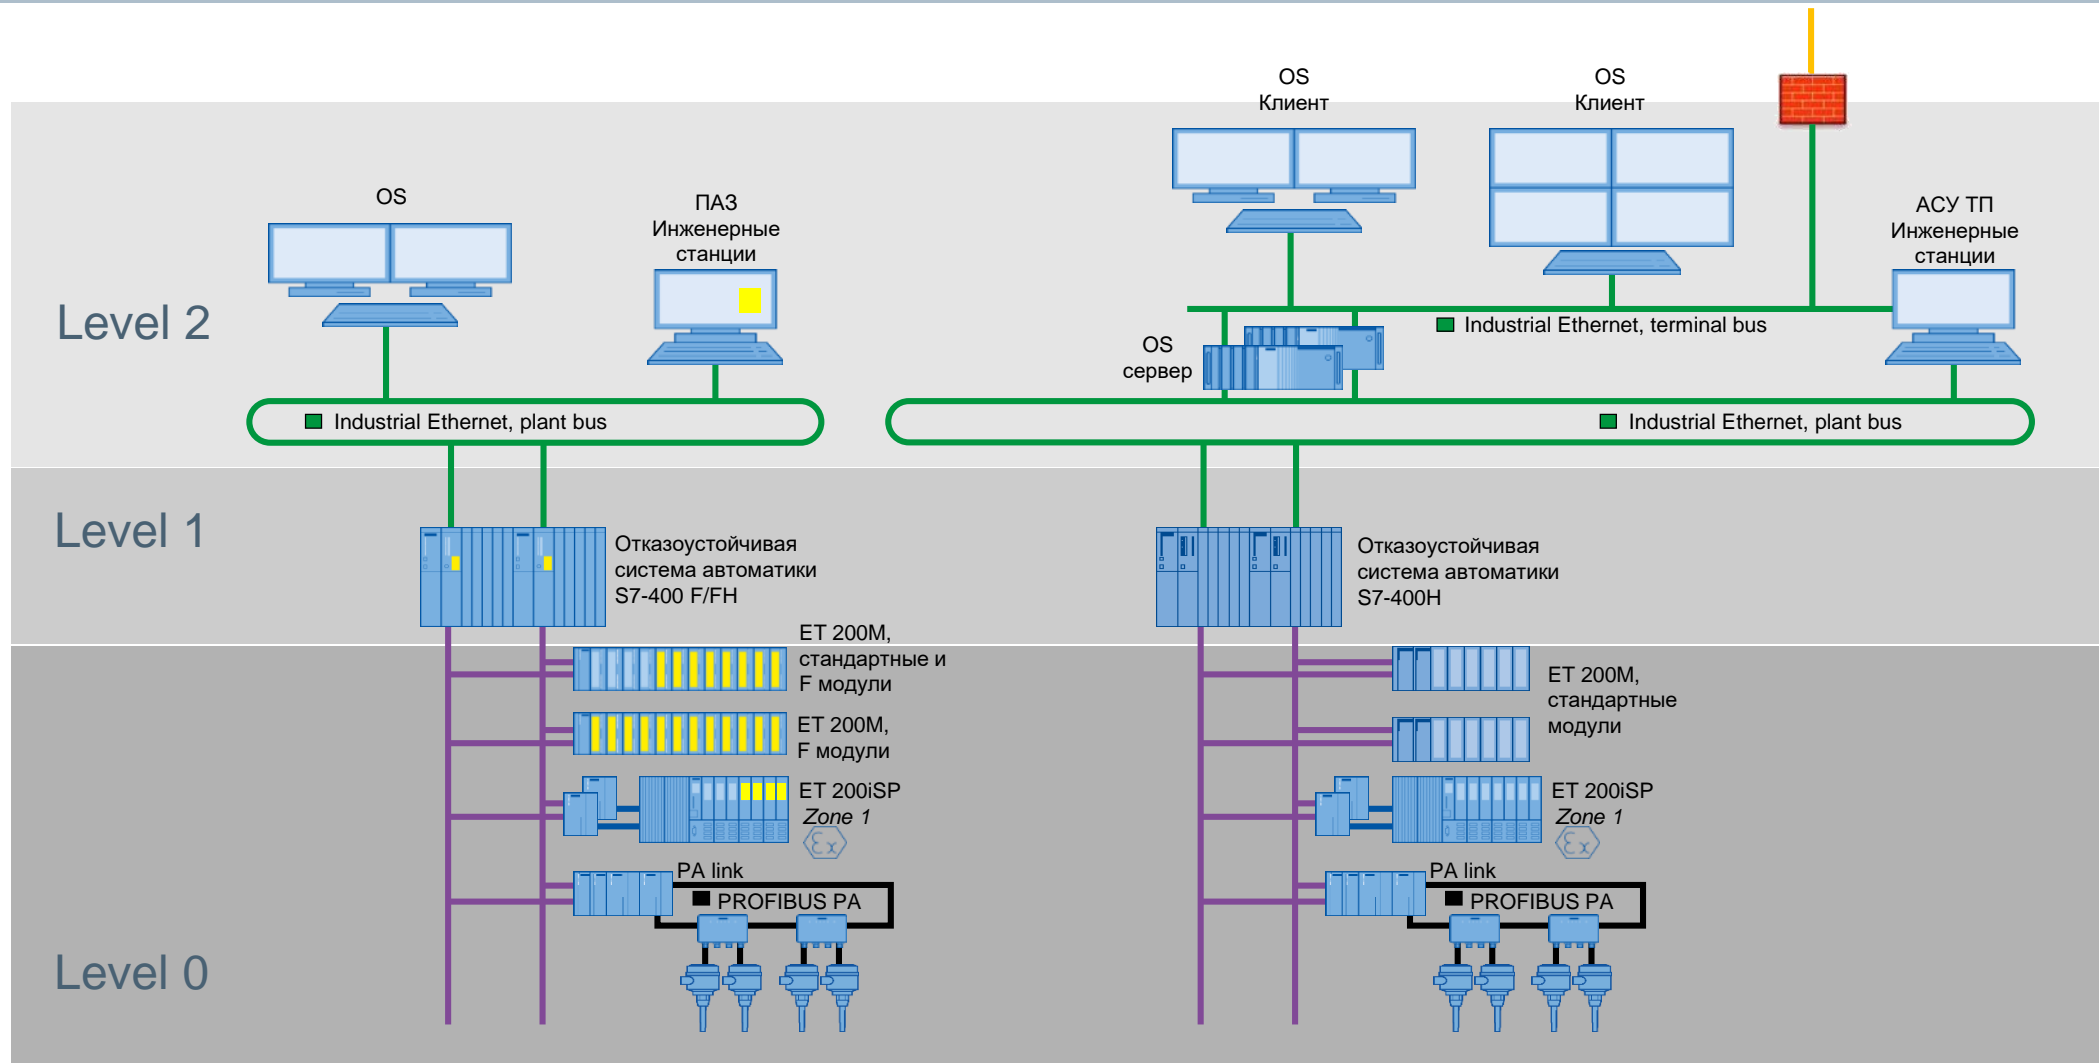 OS
Клиент
OS
Клиент
OS
ПАЗ
Инженерные
станции
АСУ ТП
Инженерные
станции
Level 2
Industrial Ethernet, terminal bus
OS
сервер
Industrial Ethernet, plant bus
Industrial Ethernet, plant bus
Level 1
Отказоустойчивая
система автоматики
S7-400 F/FH
Отказоустойчивая
система автоматики
S7-400H
ET 200M,
стандартные и
F модули
ET 200M,
стандартные
модули
ET 200M,
F модули
ET 200iSP
Zone 1
Ex
ET 200iSP
Zone 1
Ex
PA link
PROFIBUS PA
PA link
PROFIBUS PA
Level 0